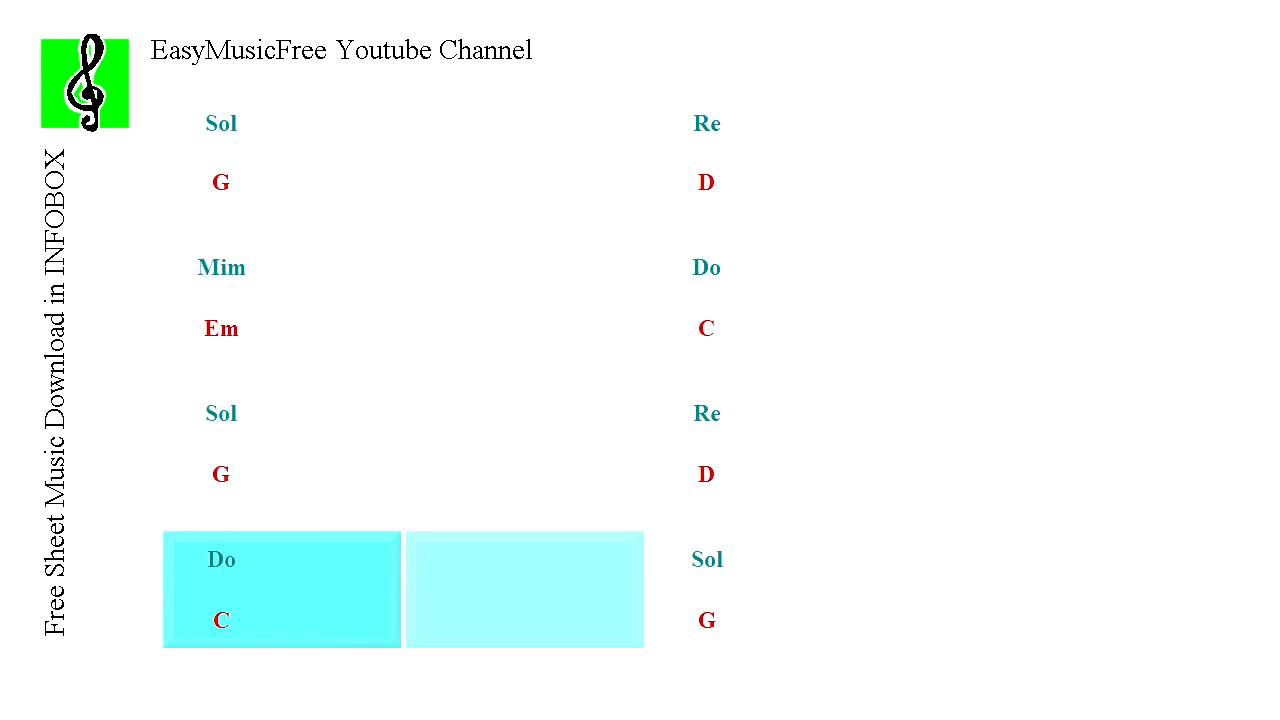 EasyMusicFree Youtube Channel
Free Sheet Music Download in INFOBOX
Sol Re
G D
Mim Do
Em C
Sol Re
G D
Do Sol
C G